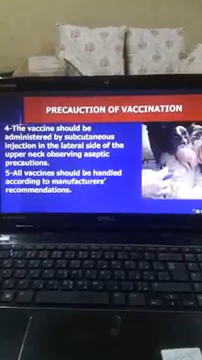 PRECAUCTION OF VACCINATION
4-The vaccine should be
administered by subcutaneous
injection in the lateral side of the
upper neck observing aseptic
precautions.
5-All vaccines should be handled
according to manufacturers'
recommendations.
DELL